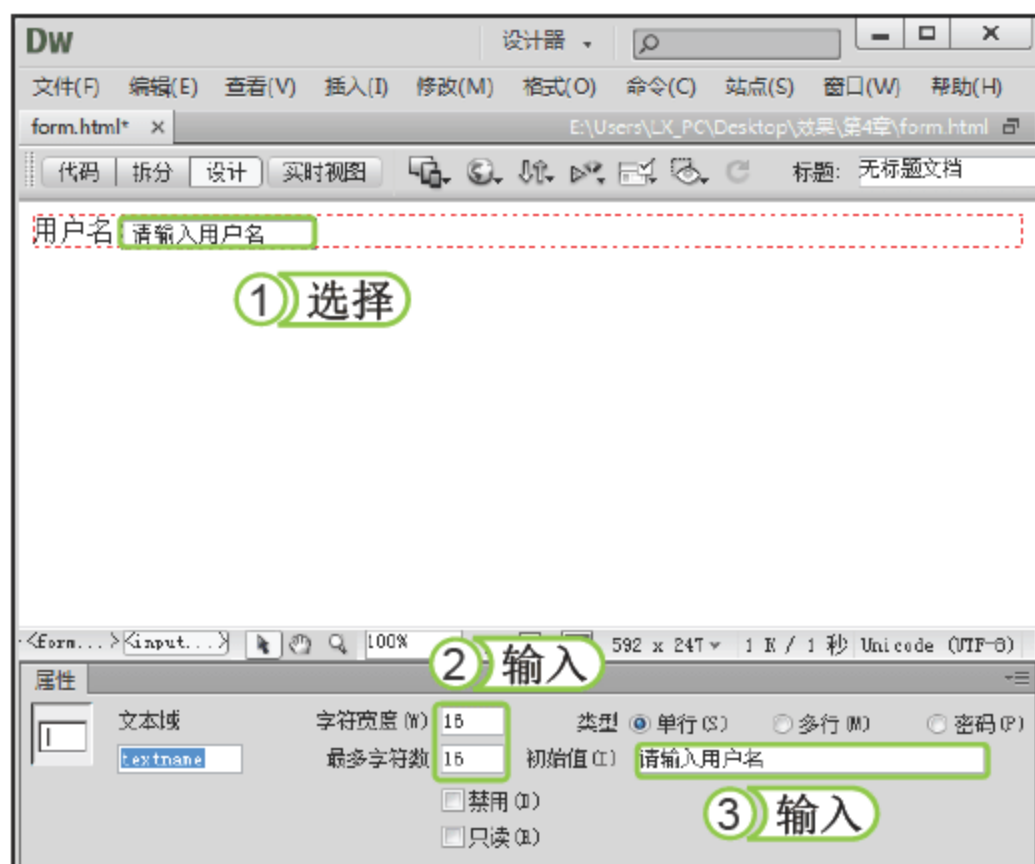 Dw 设计器
文件(F) 编辑(E) 查看(V) 插入(I) 修改(M) 格式(O) 命令(C) 站点(S) 窗口(W) 帮助(H)
form.html* × E:\Users\LX_PC\Desktop\效果\第4章\form.html
代码 拆分 设计 实时视图 标题: 无标题文档
用户名 请输入用户名
1 选择
<form...> <input...> 100% 592 x 247 1 K / 1 秒 Unicode (UTF-8)
2 输入
属性
文本域 字符宽度(W) 16 类型 单行(S) 多行(M) 密码(P)
textname 最多字符数 16 初始值(I) 请输入用户名
禁用(D)
3 输入
只读(R)